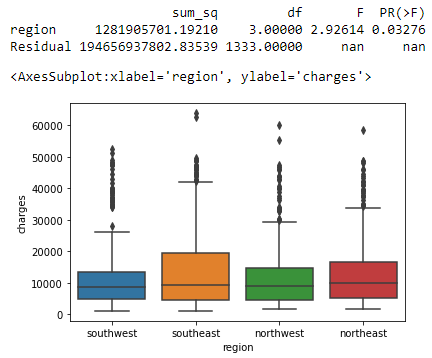 sum_sq df F PR(>F)
region 1281905701.19210 3.00000 2.92614 0.03276
Residual 194656937802.83539 1333.00000 nan nan
<AxesSubplot:xlabel='region', ylabel='charges'>
60000
50000
40000
30000
20000
10000
0
charges
southwest southeast northwest northeast
region